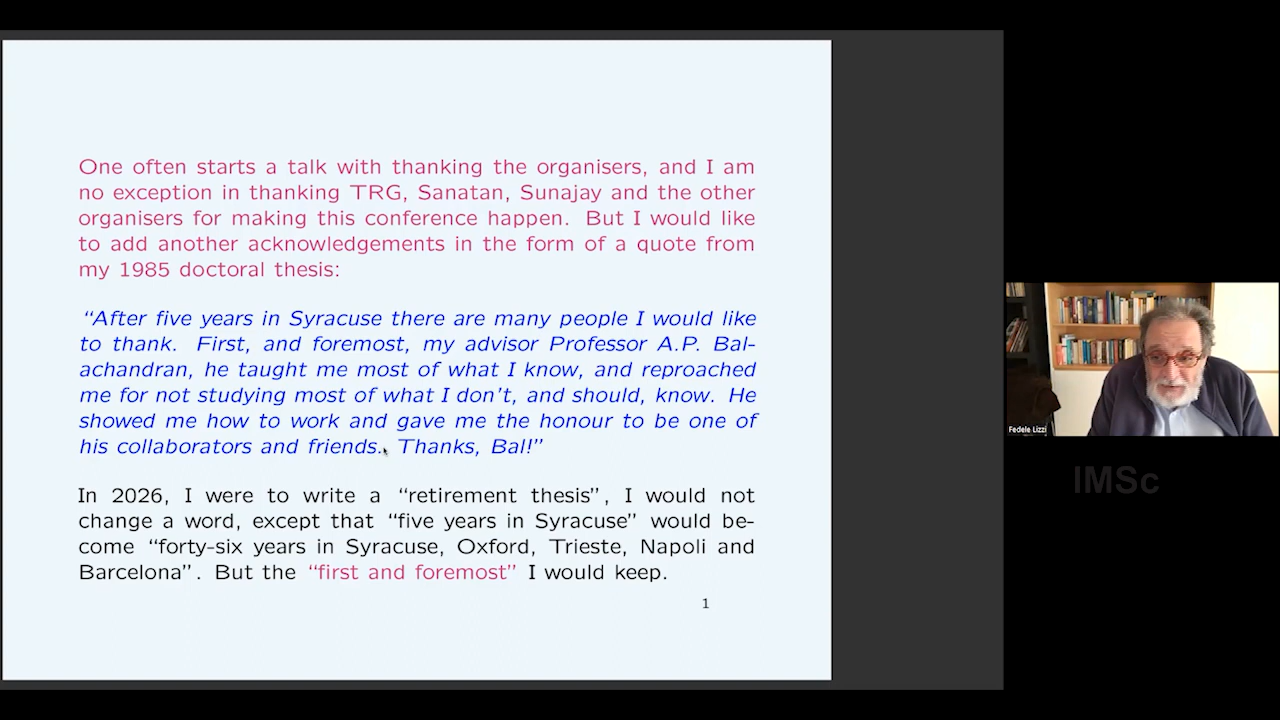 One often starts a talk with thanking the organisers, and I am
no exception in thanking TRG, Sanatan, Sunajay and the other
organisers for making this conference happen. But I would like
to add another acknowledgements in the form of a quote from
my 1985 doctoral thesis:
“After five years in Syracuse there are many people I would like
to thank. First, and foremost, my advisor Professor A.P. Bal-
achandran, he taught me most of what I know, and reproached
me for not studying most of what I don’t, and should, know. He
showed me how to work and gave me the honour to be one of
his collaborators and friends. Thanks, Bal!”
In 2026, I were to write a “retirement thesis”, I would not
change a word, except that “five years in Syracuse” would be-
come “forty-six years in Syracuse, Oxford, Trieste, Napoli and
Barcelona”. But the “first and foremost” I would keep.
1
Fedele Lizzi
IMSc